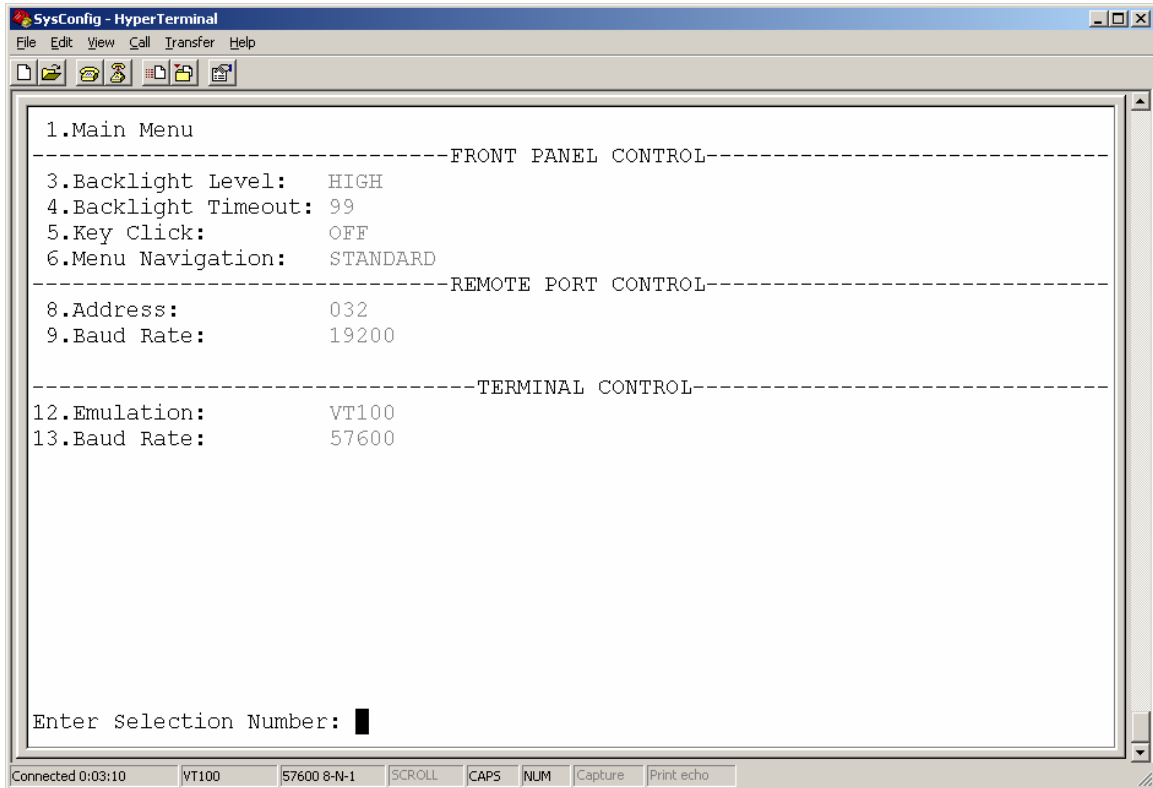 SysConfig - HyperTerminal
File Edit View Call Transfer Help
1.Main Menu
-------------------------------FRONT PANEL CONTROL------------------------------
3.Backlight Level: HIGH
4.Backlight Timeout: 99
5.Key Click: OFF
6.Menu Navigation: STANDARD
-------------------------------REMOTE PORT CONTROL------------------------------
8.Address: 032
9.Baud Rate: 19200
---------------------------------TERMINAL CONTROL-------------------------------
12.Emulation: VT100
13.Baud Rate: 57600
Enter Selection Number:
Connected 0:03:10 VT100 57600 8-N-1 SCROLL CAPS NUM Capture Print echo